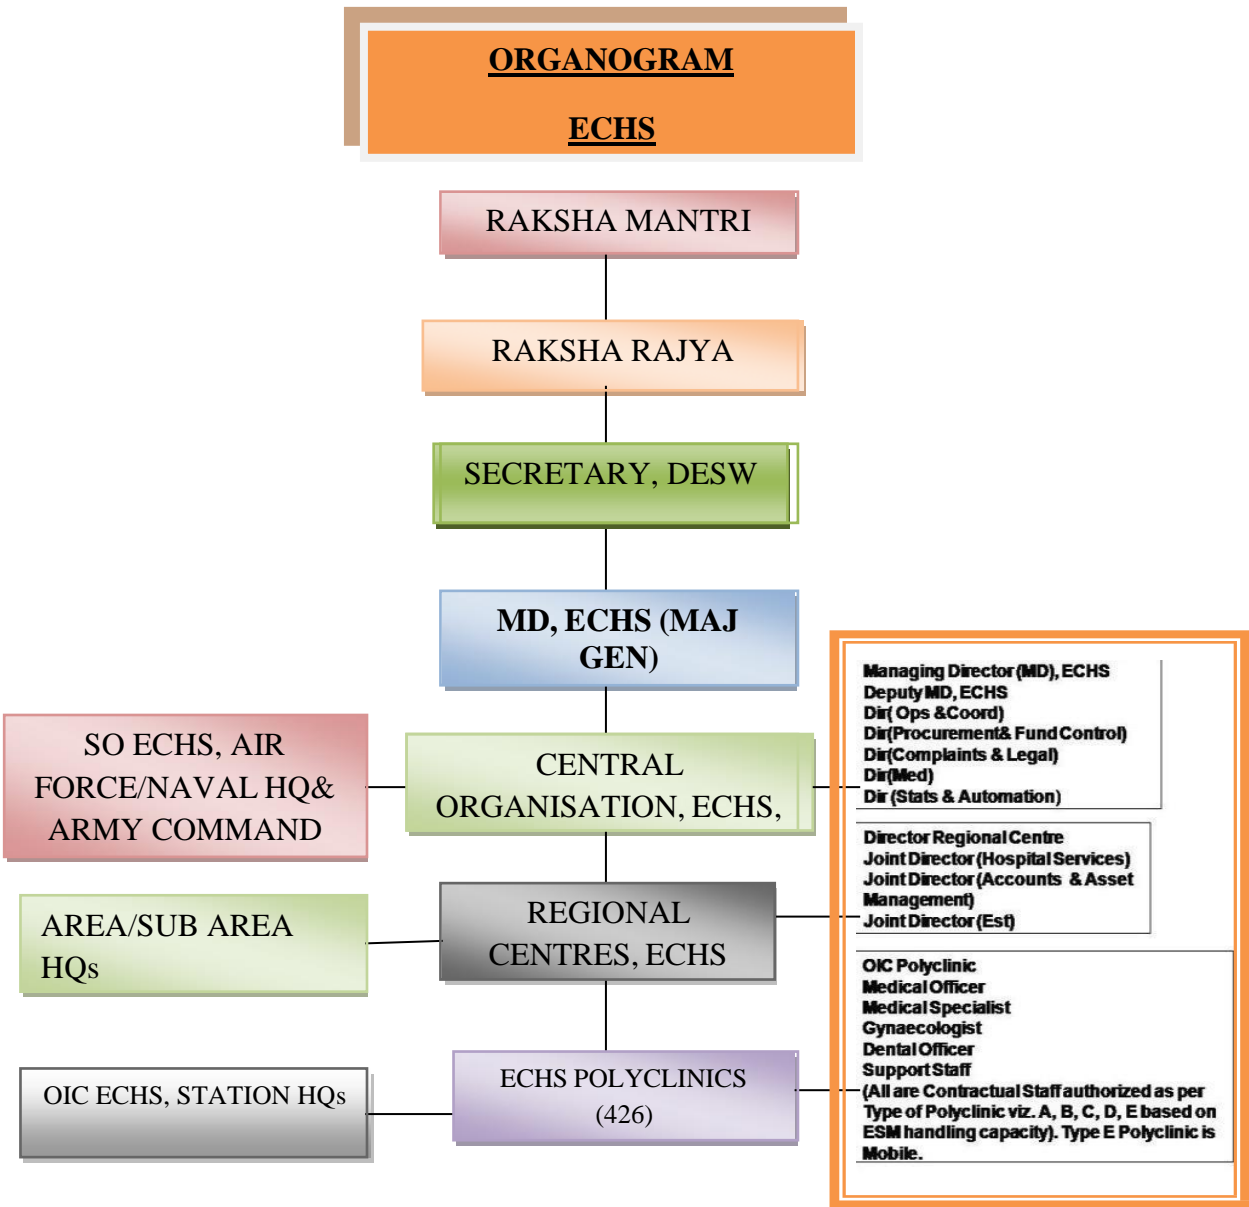 ORGANOGRAM
ECHS
RAKSHA MANTRI
RAKSHA RAJYA
SECRETARY, DESW
MD, ECHS (MAJ
GEN)
SO ECHS, AIR
FORCE/NAVAL HQ&
ARMY COMMAND
CENTRAL
ORGANISATION, ECHS,
Managing Director (MD), ECHS
Deputy MD, ECHS
Dir( Ops &Coord)
Dir(Procurement& Fund Control)
Dir(Complaints & Legal)
Dir(Med)
Dir (Stats & Automation)
AREA/SUB AREA
HQs
REGIONAL
CENTRES, ECHS
Director Regional Centre
Joint Director (Hospital Services)
Joint Director (Accounts & Asset
Management)
Joint Director (Est)
OIC ECHS, STATION HQs
ECHS POLYCLINICS
(426)
OIC Polyclinic
Medical Officer
Medical Specialist
Gynaecologist
Dental Officer
Support Staff
(All are Contractual Staff authorized as per
Type of Polyclinic viz. A, B, C, D, E based on
ESM handling capacity). Type E Polyclinic is
Mobile.